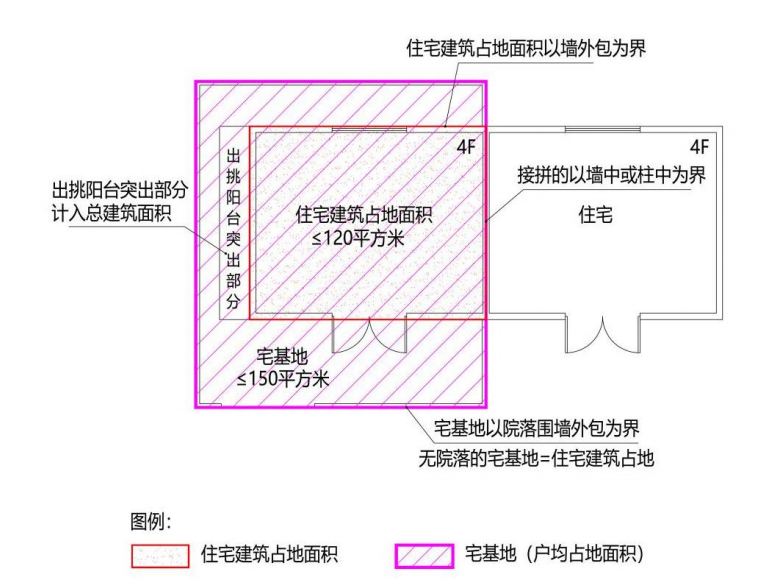 住宅建筑占地面积以墙外包为界
4F
4F
出挑阳台突出部分
接拼的以墙中或柱中为界
出挑阳台突出部分
计入总建筑面积
住宅建筑占地面积
≤120平方米
住宅
宅基地
≤150平方米
宅基地以院落围墙外包为界
无院落的宅基地=住宅建筑占地
图例：
住宅建筑占地面积
宅基地（户均占地面积）